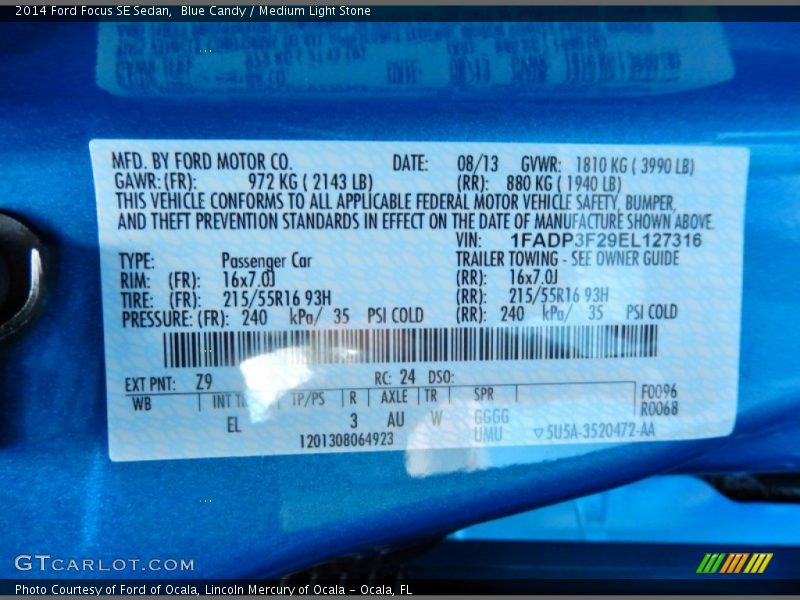 2014 Ford Focus SE Sedan,  Blue Candy / Medium Light Stone
MFD. BY FORD MOTOR CO. DATE: 08/13 GVWR: 1810 KG ( 3990 LB)
GAWR: (FR): 972 KG ( 2143 LB) (RR): 880 KG ( 1940 LB)
THIS VEHICLE CONFORMS TO ALL APPLICABLE FEDERAL MOTOR VEHICLE SAFETY, BUMPER,
AND THEFT PREVENTION STANDARDS IN EFFECT ON THE DATE OF MANUFACTURE SHOWN ABOVE.
VIN: 1FADP3F29EL127316
TYPE: Passenger Car TRAILER TOWING - SEE OWNER GUIDE
RIM: (FR): 16x7.0J (RR): 16x7.0J
TIRE: (FR): 215/55R16 93H (RR): 215/55R16 93H
PRESSURE: (FR): 240 kPa/ 35 PSI COLD (RR): 240 kPa/ 35 PSI COLD
EXT PNT: Z9 RC: 24 DSO:
WB INT TP/PS R AXLE TR SPR F0096
R0068
EL 3 AU W GGGG
UMU
1201308064923 ▽5U5A-3520472-AA
GTCARLOT.COM
Photo Courtesy of Ford of Ocala, Lincoln Mercury of Ocala - Ocala, FL